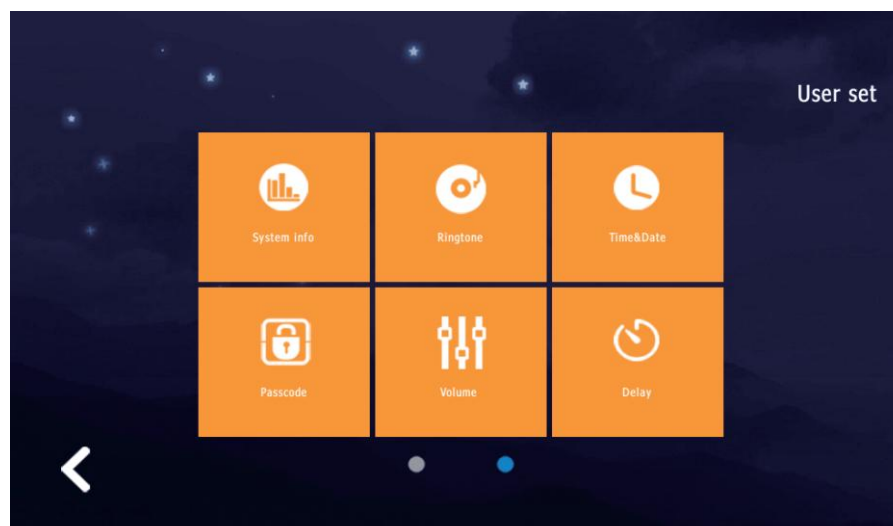 User set
System info
Ringtone
Time&Date
Passcode
Volume
Delay